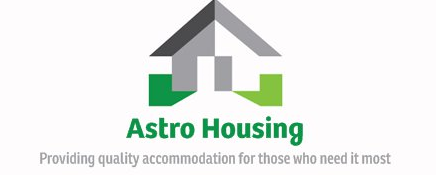 Astro Housing
Providing quality accommodation for those who need it most